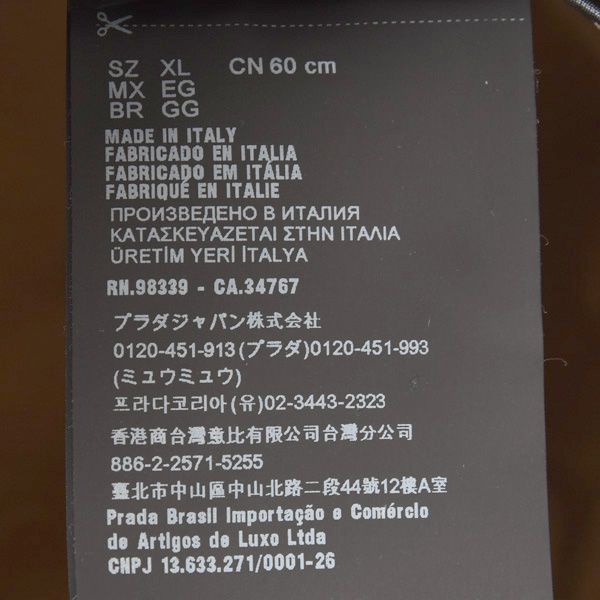 SZ XL CN 60 cm
MX EG
BR GG
MADE IN ITALY
FABRICADO EN ITALIA
FABRICADO EM ITÁLIA
FABRIQUÉ EN ITALIE
ПРОИЗВЕДЕНО В ИТАЛИЯ
ΚΑΤΑΣΚΕΥΑΖΕΤΑΙ ΣΤΗΝ ΙΤΑΛΙΑ
ÜRETİM YERİ İTALYA
RN.98339 - CA.34767
プラダジャパン株式会社
0120-451-913(プラダ)0120-451-993
(ミュウミュウ)
프라다코리아(유)02-3443-2323
香港商台灣意比有限公司台灣分公司
886-2-2571-5255
臺北市中山區中山北路二段44號12樓A室
Prada Brasil Importação e Comércio
de Artigos de Luxo Ltda
CNPJ 13.633.271/0001-26